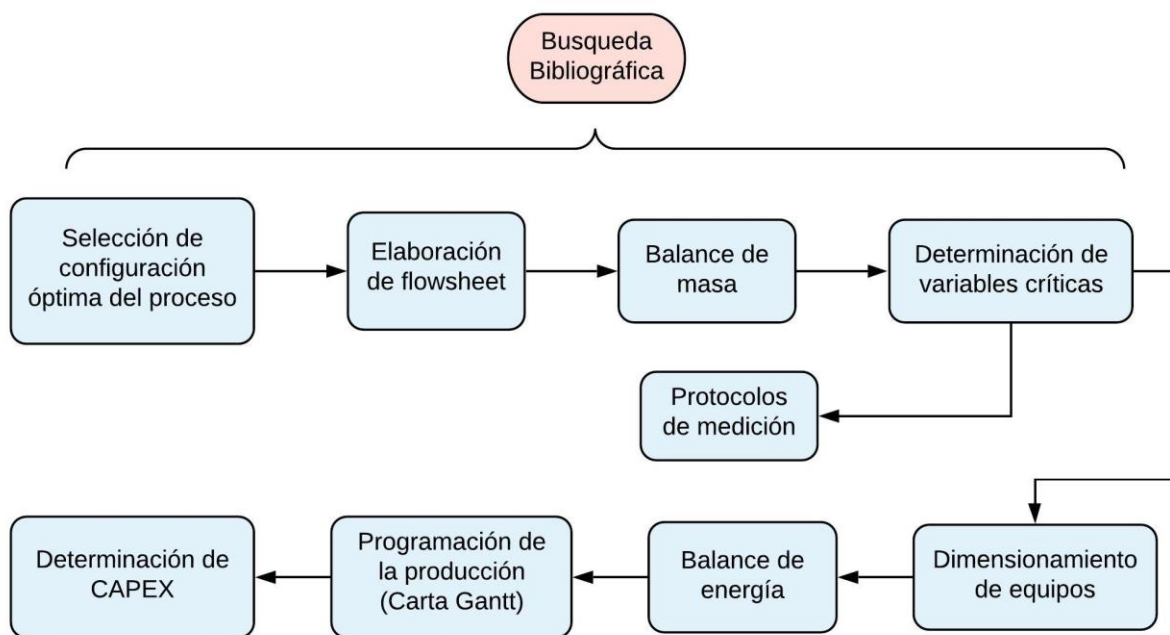 Busqueda
Bibliográfica
Selección de
configuración
óptima del proceso
Elaboración
de flowsheet
Balance de
masa
Determinación de
variables críticas
Protocolos
de medición
Determinación de
CAPEX
Programación de
la producción
(Carta Gantt)
Balance de
energía
Dimensionamiento
de equipos